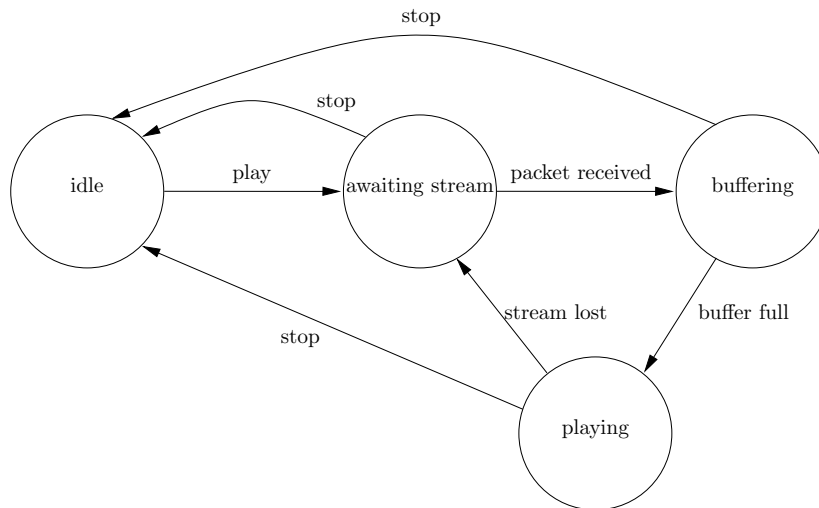 stop
stop
idle
play
awaiting stream
packet received
buffering
stop
stream lost
buffer full
playing